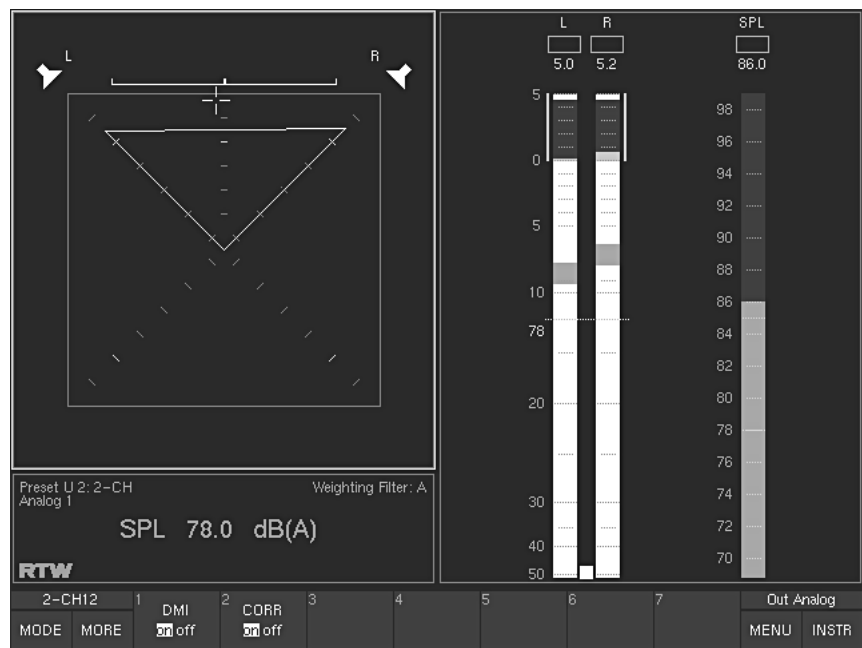 L R
L R SPL
5.0 5.2 86.0
5
0
5
10
78
20
30
40
50
98
96
94
92
90
88
86
84
82
80
78
76
74
72
70
Preset U 2: 2-CH Weighting Filter: A
Analog 1
SPL 78.0 dB(A)
RTW
2-CH12 1 DMI 2 CORR 3 4 5 6 7 Out Analog
MODE MORE on off on off MENU INSTR